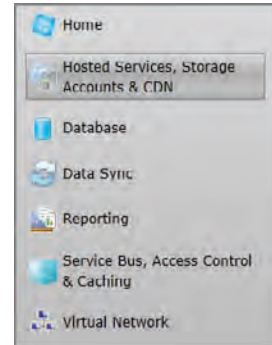 Home
Hosted Services, Storage
Accounts & CDN
Database
Data Sync
Reporting
Service Bus, Access Control
& Caching
Virtual Network